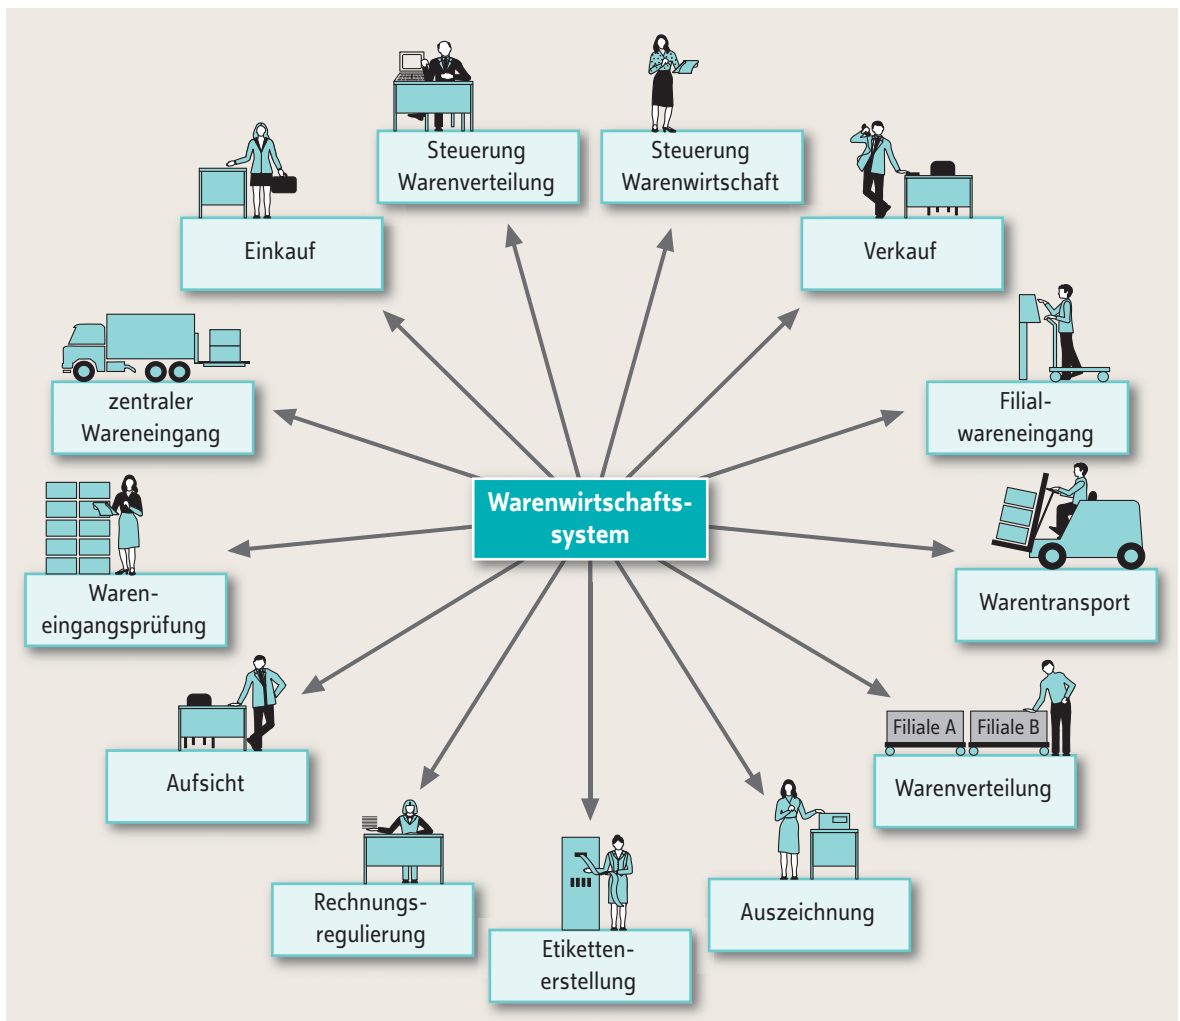 Steuerung
Warenverteilung
Steuerung
Warenwirtschaft
Einkauf
Verkauf
zentraler
Wareneingang
Filial-
wareneingang
Warenwirtschafts-
system
Waren-
eingangsprüfung
Warentransport
Filiale A
Filiale B
Aufsicht
Warenverteilung
Rechnungs-
regulierung
Auszeichnung
Etiketten-
erstellung